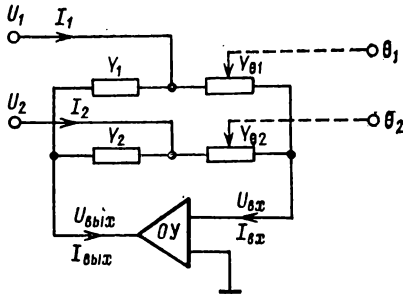 U1 I1
Y1 Yθ1 θ1
U2 I2
Y2 Yθ2 θ2
Uвых ОУ Uвх
Iвых Iвх